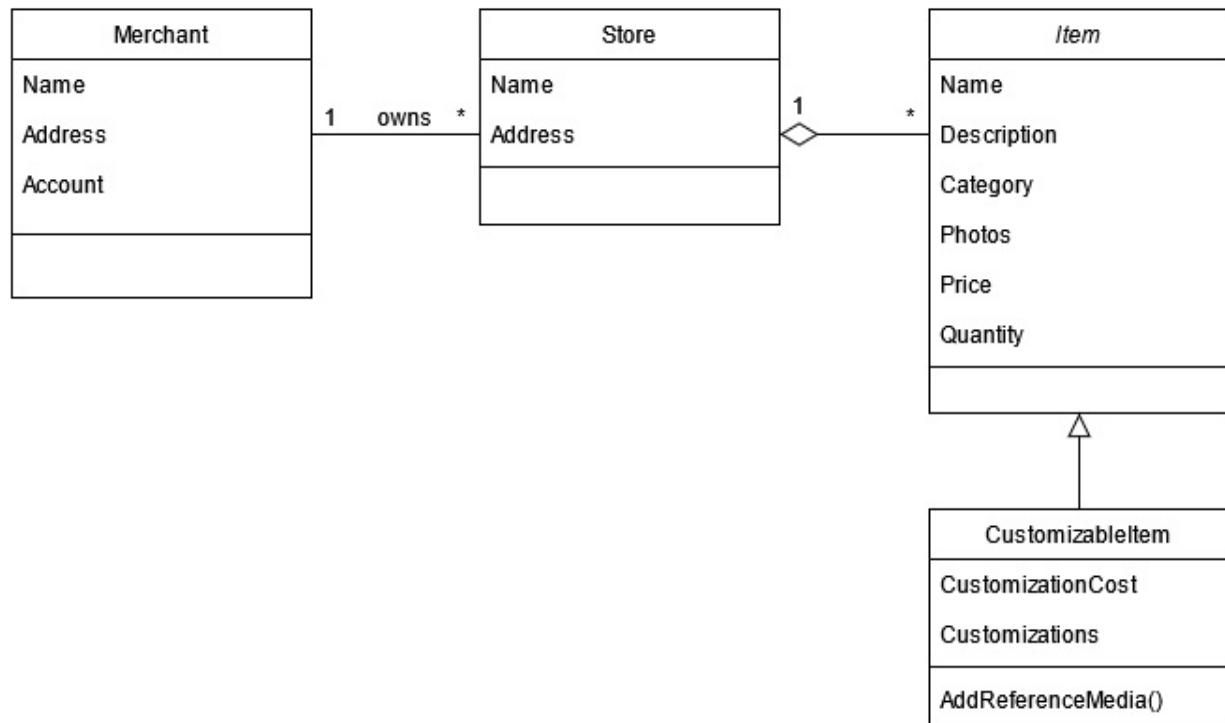 Merchant
Name
Address
Account
1 owns *
Store
Name
Address
1
*
Item
Name
Description
Category
Photos
Price
Quantity
CustomizableItem
CustomizationCost
Customizations
AddReferenceMedia()